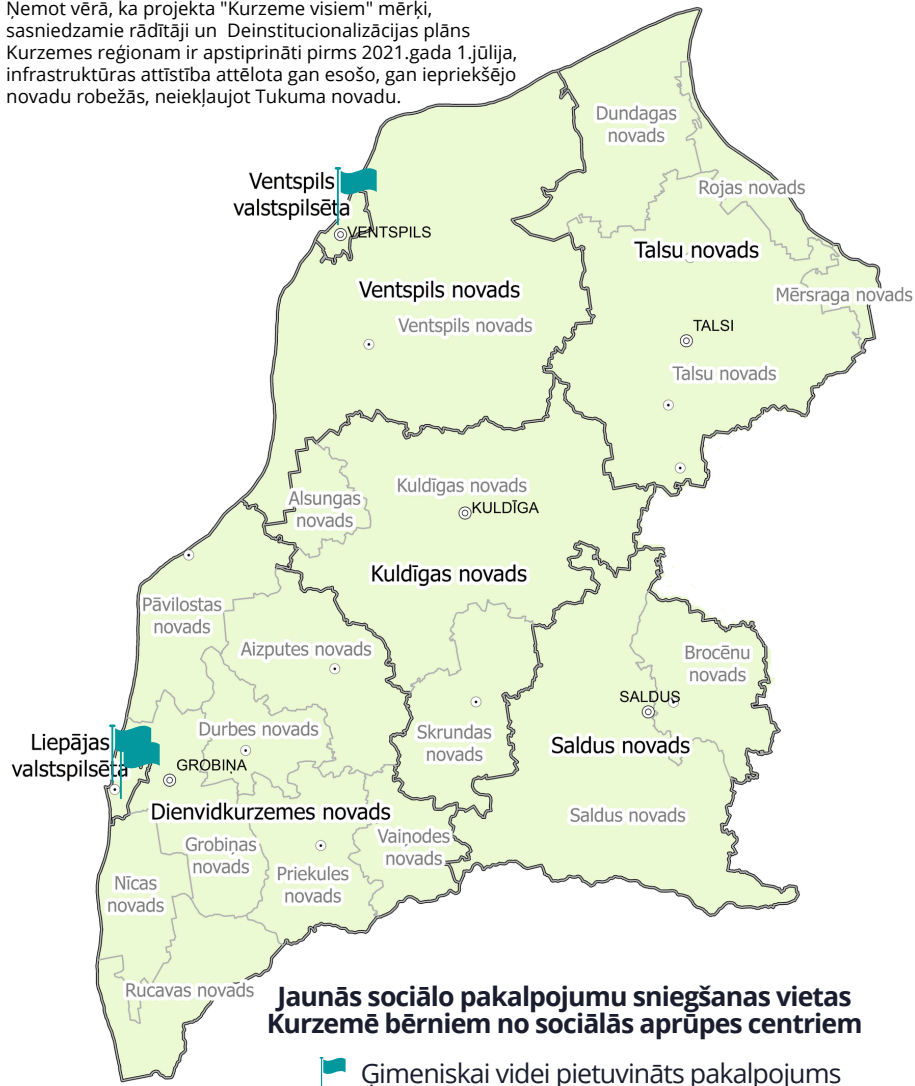 Ņemot vērā, ka projekta "Kurzeme visiem" mērķi,
sasniedzamie rādītāji un Deinstitucionalizācijas plāns
Kurzemes reģionam ir apstiprināti pirms 2021.gada 1.jūlija,
infrastruktūras attīstība attēlota gan esošo, gan iepriekšējo
novadu robežās, neiekļaujot Tukuma novadu.
Dundagas
novads
Ventspils
valstspilsēta
Rojas novads
VENTSPILS
Talsu novads
Ventspils novads
Mērsraga novads
Ventspils novads
TALSI
Talsu novads
Kuldīgas novads
Alsungas
novads
KULDĪGA
Kuldīgas novads
Pāvilostas
novads
Aizputes novads
Brocēnu
novads
SALDUS
Durbes novads
Skrundas
novads
Liepājas
valstspilsēta
Saldus novads
GROBIŅA
Dienvidkurzemes novads
Saldus novads
Grobiņas
novads
Vaiņodes
novads
Priekules
novads
Nīcas
novads
Rucavas novads
Jaunās sociālo pakalpojumu sniegšanas vietas
Kurzemē bērniem no sociālās aprūpes centriem
Ģimeniskai videi pietuvināts pakalpojums